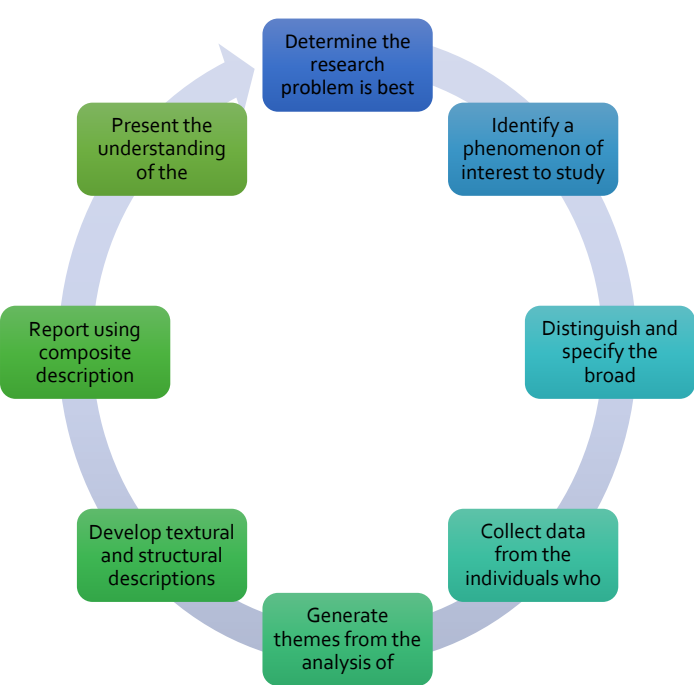 Determine the
research
problem is best
Identify a
phenomenon of
interest to study
Distinguish and
specify the
broad
Collect data
from the
individuals who
Generate
themes from the
analysis of
Develop textural
and structural
descriptions
Report using
composite
description
Present the
understanding
of the